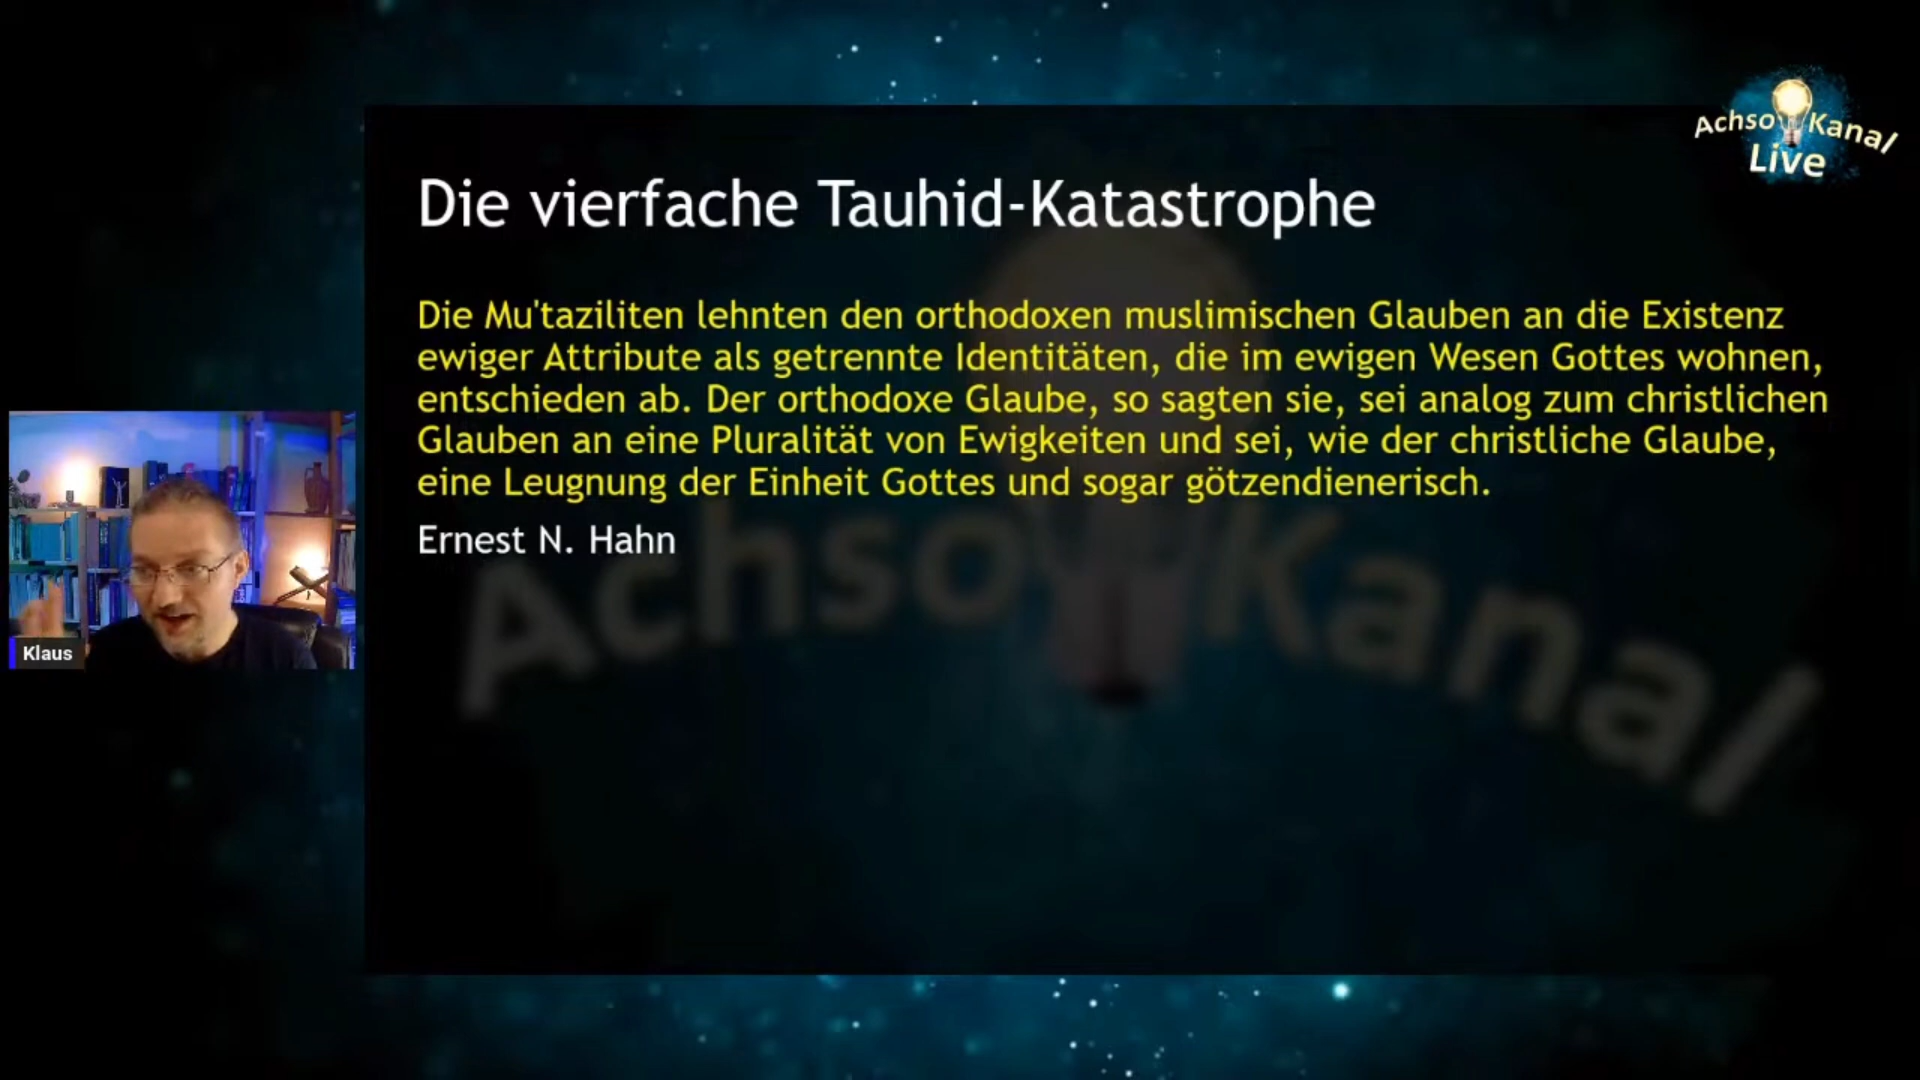 Achso Kanal
Live
Die vierfache Tauhid-Katastrophe
Die Mu'taziliten lehnten den orthodoxen muslimischen Glauben an die Existenz
ewiger Attribute als getrennte Identitäten, die im ewigen Wesen Gottes wohnen,
entschieden ab. Der orthodoxe Glaube, so sagten sie, sei analog zum christlichen
Glauben an eine Pluralität von Ewigkeiten und sei, wie der christliche Glaube,
eine Leugnung der Einheit Gottes und sogar götzendienerisch.
Ernest N. Hahn
Achso Kanal
Klaus